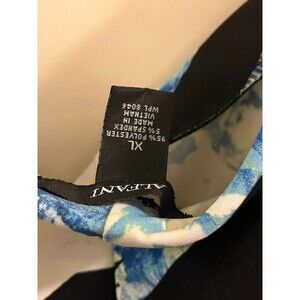 ALFANI
XL
95% POLYESTER
5% SPANDEX
MADE IN
VIETNAM
WPL 8046